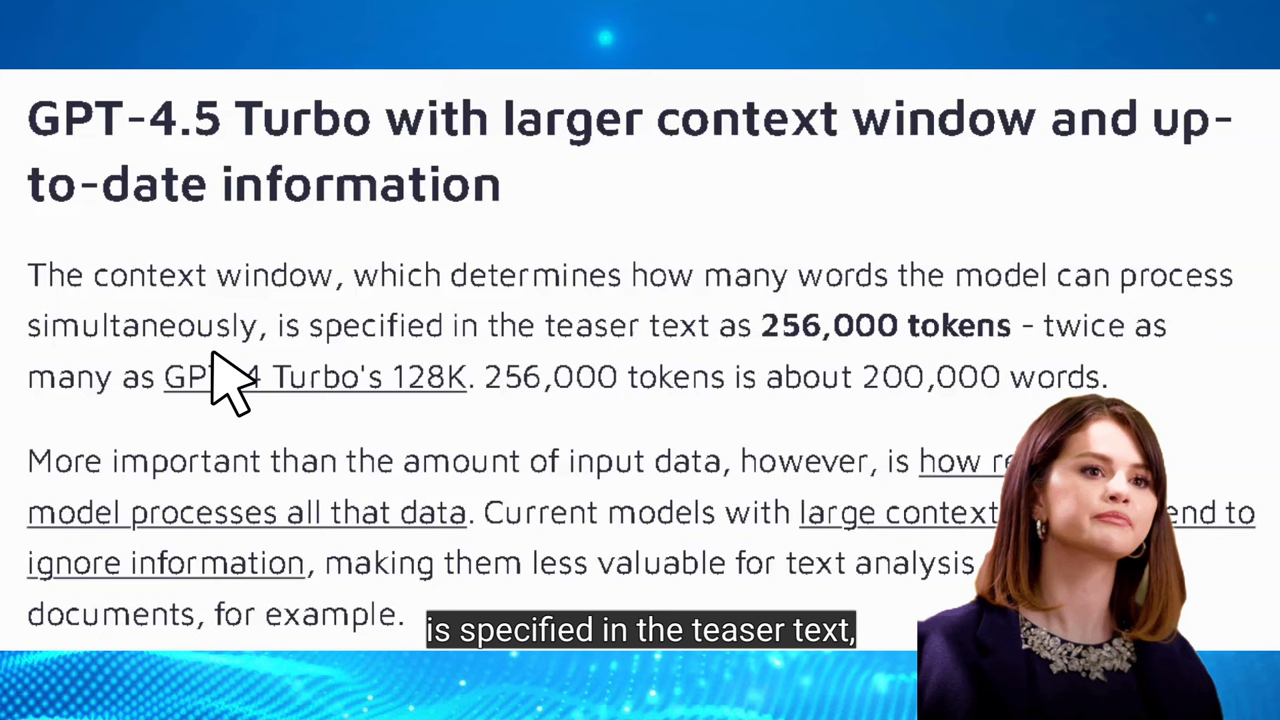 GPT-4.5 Turbo with larger context window and up-
to-date information
The context window, which determines how many words the model can process
simultaneously, is specified in the teaser text as 256,000 tokens - twice as
many as GPT-4 Turbo's 128K. 256,000 tokens is about 200,000 words.
More important than the amount of input data, however, is how
model processes all that data. Current models with large context to
ignore information, making them less valuable for text analysis
documents, for example.
is specified in the teaser text,